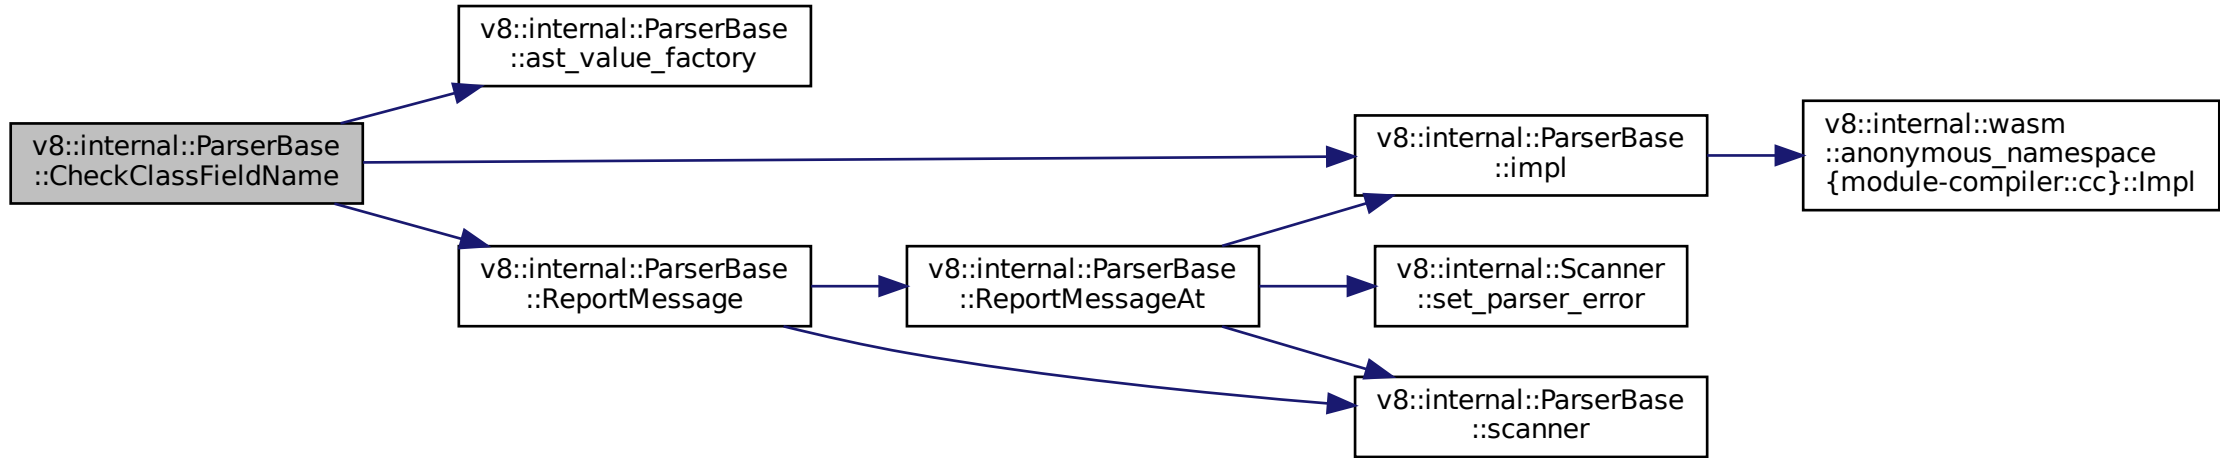 v8::internal::ParserBase
::CheckClassFieldName
v8::internal::ParserBase
::ast_value_factory
v8::internal::ParserBase
::impl
v8::internal::wasm
::anonymous_namespace
{module-compiler::cc}::Impl
v8::internal::ParserBase
::ReportMessage
v8::internal::ParserBase
::ReportMessageAt
v8::internal::Scanner
::set_parser_error
v8::internal::ParserBase
::scanner